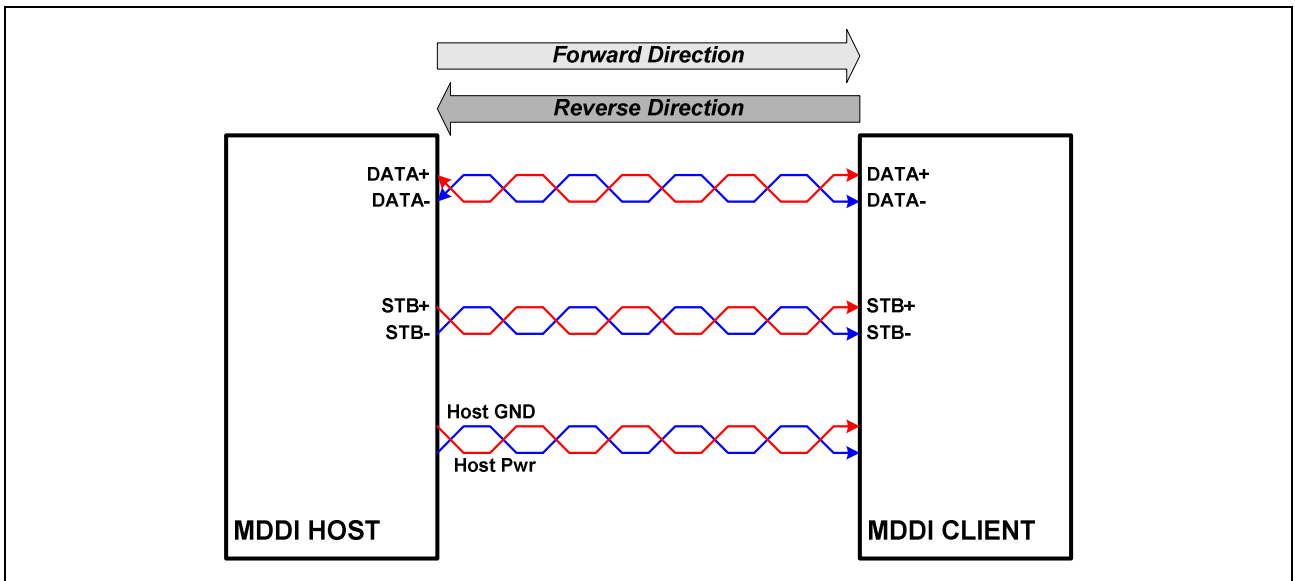 Forward Direction
Reverse Direction
DATA+
DATA+
DATA-
DATA-
STB+
STB+
STB-
STB-
Host GND
Host Pwr
MDDI HOST
MDDI CLIENT